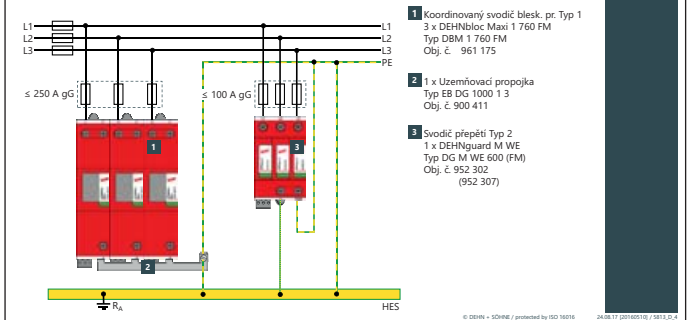 L1
L2
L3
L1
L2
L3
PE
≤ 250 A gG
≤ 100 A gG
1
3
2
R_A
HES
1 Koordinovaný svodič blesk. pr. Typ 1
3 x DEHNbloc Maxi 1 760 FM
Typ DBM 1 760 FM
Obj. č. 961 175
2 1 x Uzemňovací propojka
Typ EB DG 1000 1 3
Obj. č. 900 411
3 Svodič přepětí Typ 2
1 x DEHNguard M WE
Typ DG M WE 600 (FM)
Obj. č. 952 302
(952 307)
© DEHN + SÖHNE / protected by ISO 16016
24.08.17 [20160510] / 5813_D_4